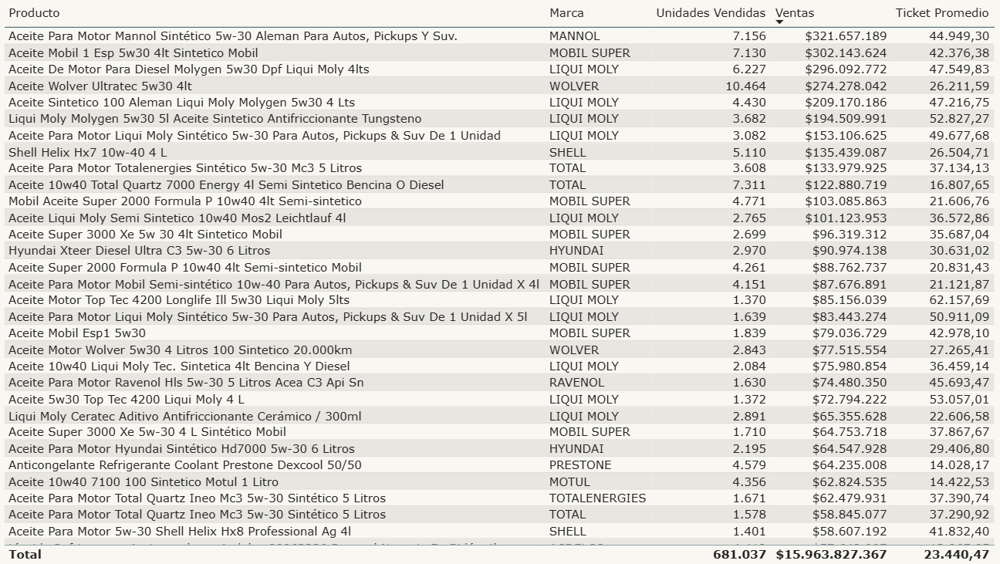 Producto Marca Unidades Vendidas Ventas Ticket Promedio
Aceite Para Motor Mannol Sintético 5w-30 Aleman Para Autos, Pickups Y Suv. MANNOL 7.156 $321.657.189 44.949,30
Aceite Mobil 1 Esp 5w30 4lt Sintetico Mobil MOBIL SUPER 7.130 $302.143.624 42.376,38
Aceite De Motor Para Diesel Molygen 5w30 Dpf Liqui Moly 4lts LIQUI MOLY 6.227 $296.092.772 47.549,83
Aceite Wolver Ultratec 5w30 4lt WOLVER 10.464 $274.278.042 26.211,59
Aceite Sintetico 100 Aleman Liqui Moly Molygen 5w30 4 Lts LIQUI MOLY 4.430 $209.170.186 47.216,75
Liqui Moly Molygen 5w30 5l Aceite Sintetico Antifriccionante Tungsteno LIQUI MOLY 3.682 $194.509.991 52.827,27
Aceite Para Motor Liqui Moly Sintético 5w-30 Para Autos, Pickups & Suv De 1 Unidad LIQUI MOLY 3.082 $153.106.625 49.677,68
Shell Helix Hx7 10w-40 4 L SHELL 5.110 $135.439.087 26.504,71
Aceite Para Motor Totalenergies Sintético 5w-30 Mc3 5 Litros TOTAL 3.608 $133.979.925 37.134,13
Aceite 10w40 Total Quartz 7000 Energy 4l Semi Sintetico Bencina O Diesel TOTAL 7.311 $122.880.719 16.807,65
Mobil Aceite Super 2000 Formula P 10w40 4lt Semi-sintetico MOBIL SUPER 4.771 $103.085.863 21.606,76
Aceite Liqui Moly Semi Sintetico 10w40 Mos2 Leichtlauf 4l LIQUI MOLY 2.765 $101.123.953 36.572,86
Aceite Super 3000 Xe 5w 30 4lt Sintetico Mobil MOBIL SUPER 2.699 $96.319.312 35.687,04
Hyundai Xteer Diesel Ultra C3 5w-30 6 Litros HYUNDAI 2.970 $90.974.138 30.631,02
Aceite Super 2000 Formula P 10w40 4lt Semi-sintetico Mobil MOBIL SUPER 4.261 $88.762.737 20.831,43
Aceite Para Motor Mobil Semi-sintético 10w-40 Para Autos, Pickups & Suv De 1 Unidad X 4l MOBIL SUPER 4.151 $87.676.891 21.121,87
Aceite Motor Top Tec 4200 Longlife Ill 5w30 Liqui Moly 5lts LIQUI MOLY 1.370 $85.156.039 62.157,69
Aceite Para Motor Liqui Moly Sintético 5w-30 Para Autos, Pickups & Suv De 1 Unidad X 5l LIQUI MOLY 1.639 $83.443.274 50.911,09
Aceite Mobil Esp1 5w30 MOBIL SUPER 1.839 $79.036.729 42.978,10
Aceite Motor Wolver 5w30 4 Litros 100 Sintetico 20.000km WOLVER 2.843 $77.515.554 27.265,41
Aceite 10w40 Liqui Moly Tec. Sintetica 4lt Bencina Y Diesel LIQUI MOLY 2.084 $75.980.854 36.459,14
Aceite Para Motor Ravenol Hls 5w-30 5 Litros Acea C3 Api Sn RAVENOL 1.630 $74.480.350 45.693,47
Aceite 5w30 Top Tec 4200 Liqui Moly 4 L LIQUI MOLY 1.372 $72.794.222 53.057,01
Liqui Moly Ceratec Aditivo Antifriccionante Cerámico / 300ml LIQUI MOLY 2.891 $65.355.628 22.606,58
Aceite Super 3000 Xe 5w-30 4 L Sintético Mobil MOBIL SUPER 1.710 $64.753.718 37.867,67
Aceite Para Motor Hyundai Sintético Hd7000 5w-30 6 Litros HYUNDAI 2.195 $64.547.928 29.406,80
Anticongelante Refrigerante Coolant Prestone Dexcool 50/50 PRESTONE 4.579 $64.235.008 14.028,17
Aceite 10w40 7100 100 Sintetico Motul 1 Litro MOTUL 4.356 $62.824.535 14.422,53
Aceite Para Motor Total Quartz Ineo Mc3 5w-30 Sintético 5 Litros TOTALENERGIES 1.671 $62.479.931 37.390,74
Aceite Para Motor Total Quartz Ineo Mc3 5w-30 Sintético 5 Litros TOTAL 1.578 $58.845.077 37.290,92
Aceite Para Motor 5w-30 Shell Helix Hx8 Professional Ag 4l SHELL 1.401 $58.607.192 41.832,40
Total 681.037 $15.963.827.367 23.440,47